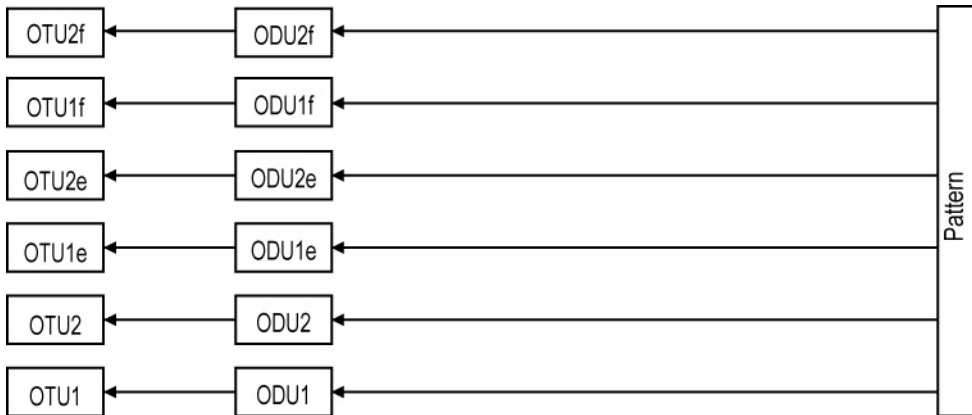 OTU2f ODU2f
OTU1f ODU1f
OTU2e ODU2e
OTU1e ODU1e
OTU2 ODU2
OTU1 ODU1
Pattern